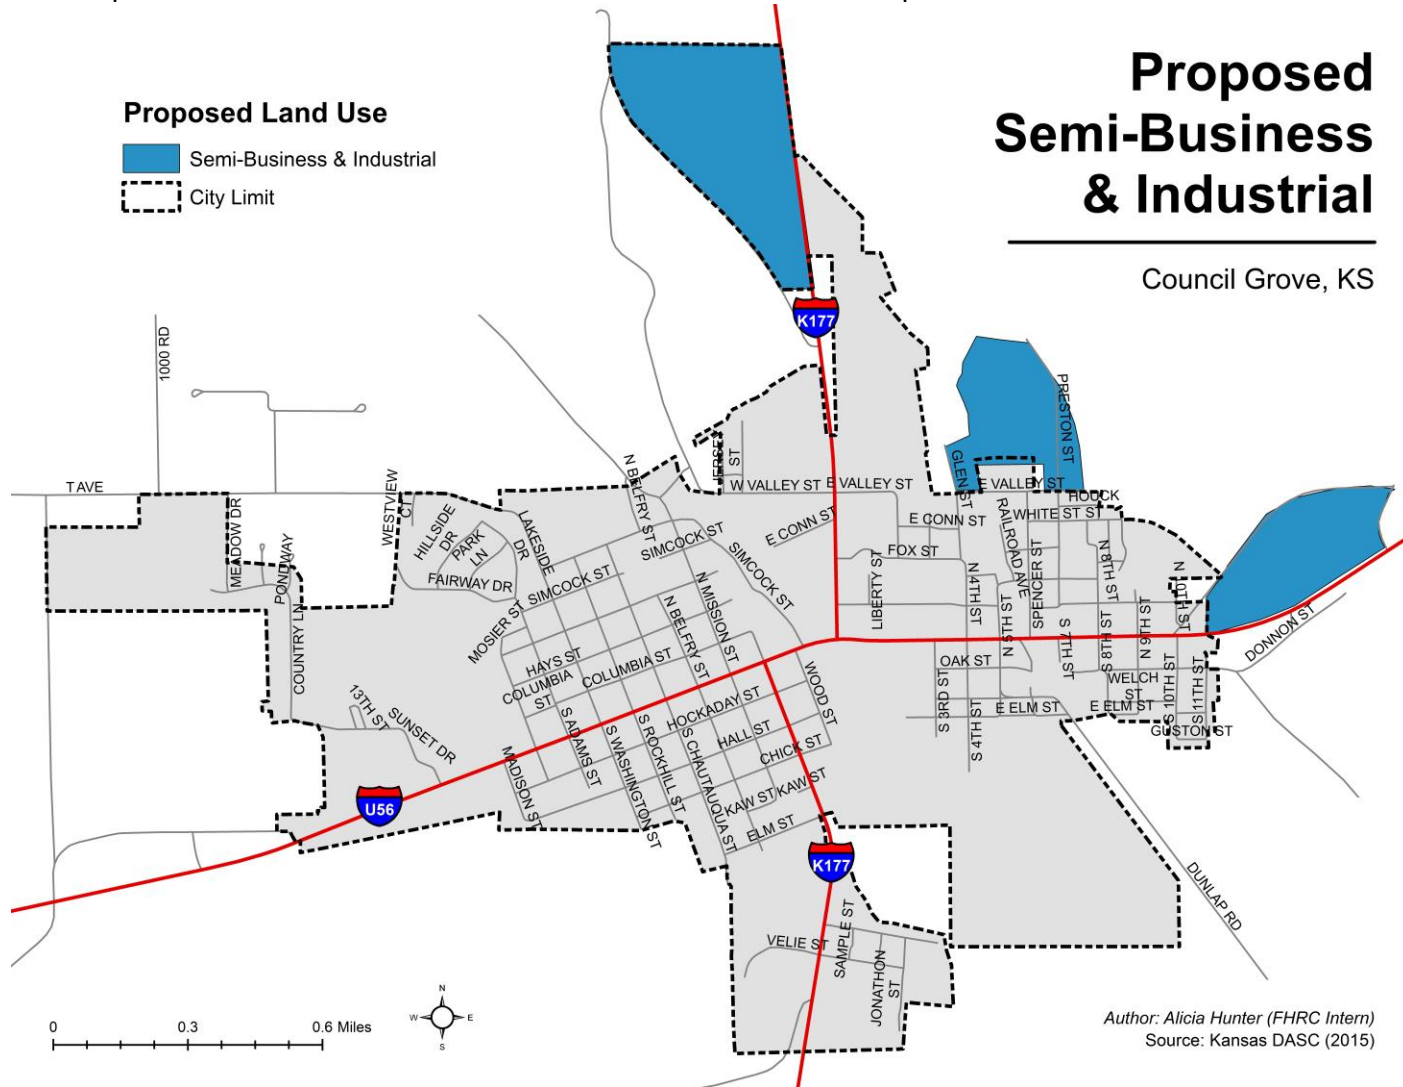 Proposed
Semi-Business
& Industrial
Council Grove, KS
Proposed Land Use
Semi-Business & Industrial
City Limit
K177
1000 RD
PRESTON ST
T AVE
MEADOW DR
PONDWAY
COUNTRY LN
WESTVIEW
CT
HILLSIDE
DR
PARK
LN
FAIRWAY DR
LAKESIDE
DR
N BELFRY ST
JERSEY
ST
W VALLEY ST
E VALLEY ST
GLEN ST
E VALLEY ST
HOUCK
ST
WHITE ST
E CONN ST
E CONN ST
SIMCOCK ST
SIMCOCK ST
SIMCOCK ST
FOX ST
LIBERTY ST
RAILROAD AVE
SPENCER ST
N 4TH ST
N 5TH ST
N 8TH ST
N 9TH ST
N
10TH ST
S
7TH ST
S 8TH ST
MOSIER ST
N MISSION ST
N BELFRY ST
HAYS ST
COLUMBIA
ST
COLUMBIA ST
OAK ST
WELCH
ST
S 10TH ST
S 11TH ST
DONNON ST
E ELM ST
E ELM ST
GUSTON ST
S 3RD ST
S 4TH ST
13TH ST
SUNSET DR
WOOD ST
HOCKADAY ST
HALL ST
CHICK ST
KAW ST
KAW ST
ELM ST
MADISON ST
S ADAMS ST
S WASHINGTON ST
S ROCKHILL ST
S CHAUTAUQUA ST
U56
K177
DUNLAP RD
VELIE ST
SAMPLE ST
JONATHON
ST
N
W E
S
0 0.3 0.6 Miles
Author: Alicia Hunter (FHRC Intern)
Source: Kansas DASC (2015)